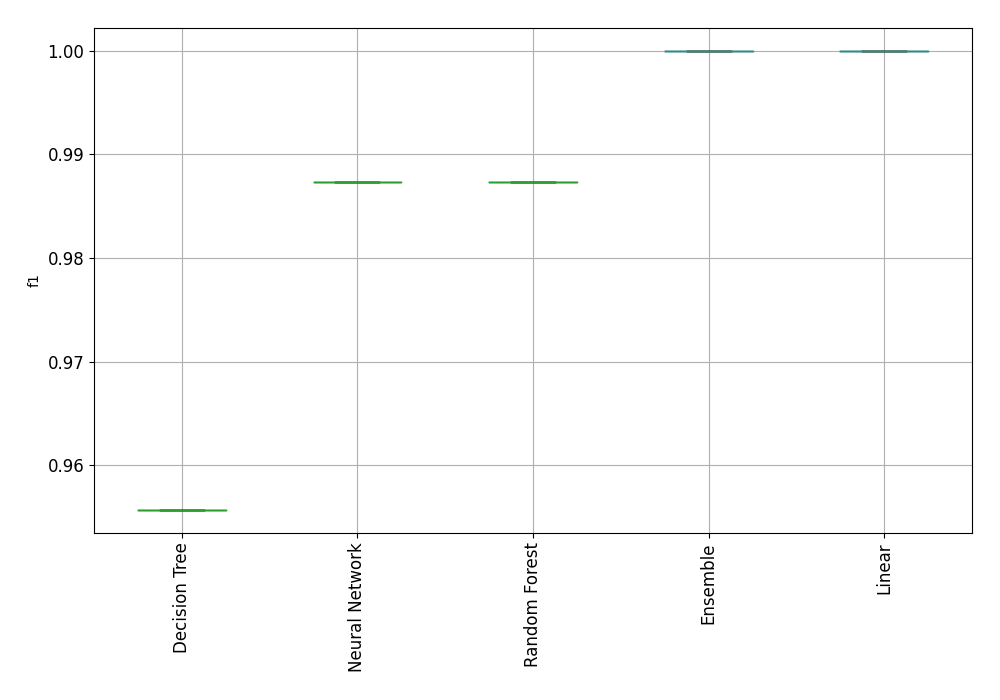 1.00
0.99
0.98
0.97
0.96
f1
Decision Tree
Neural Network
Random Forest
Ensemble
Linear